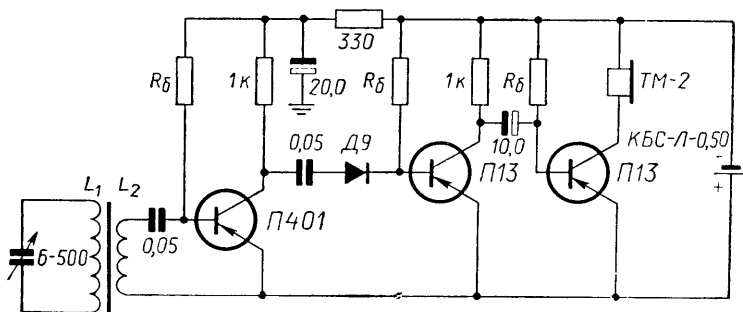 330
Rб
1к
20,0
Rб
1к
Rб
ТМ-2
0,05
Д9
10,0
КБС-Л-0,50
П13
П13
L1
L2
П401
6-500
0,05
-
+